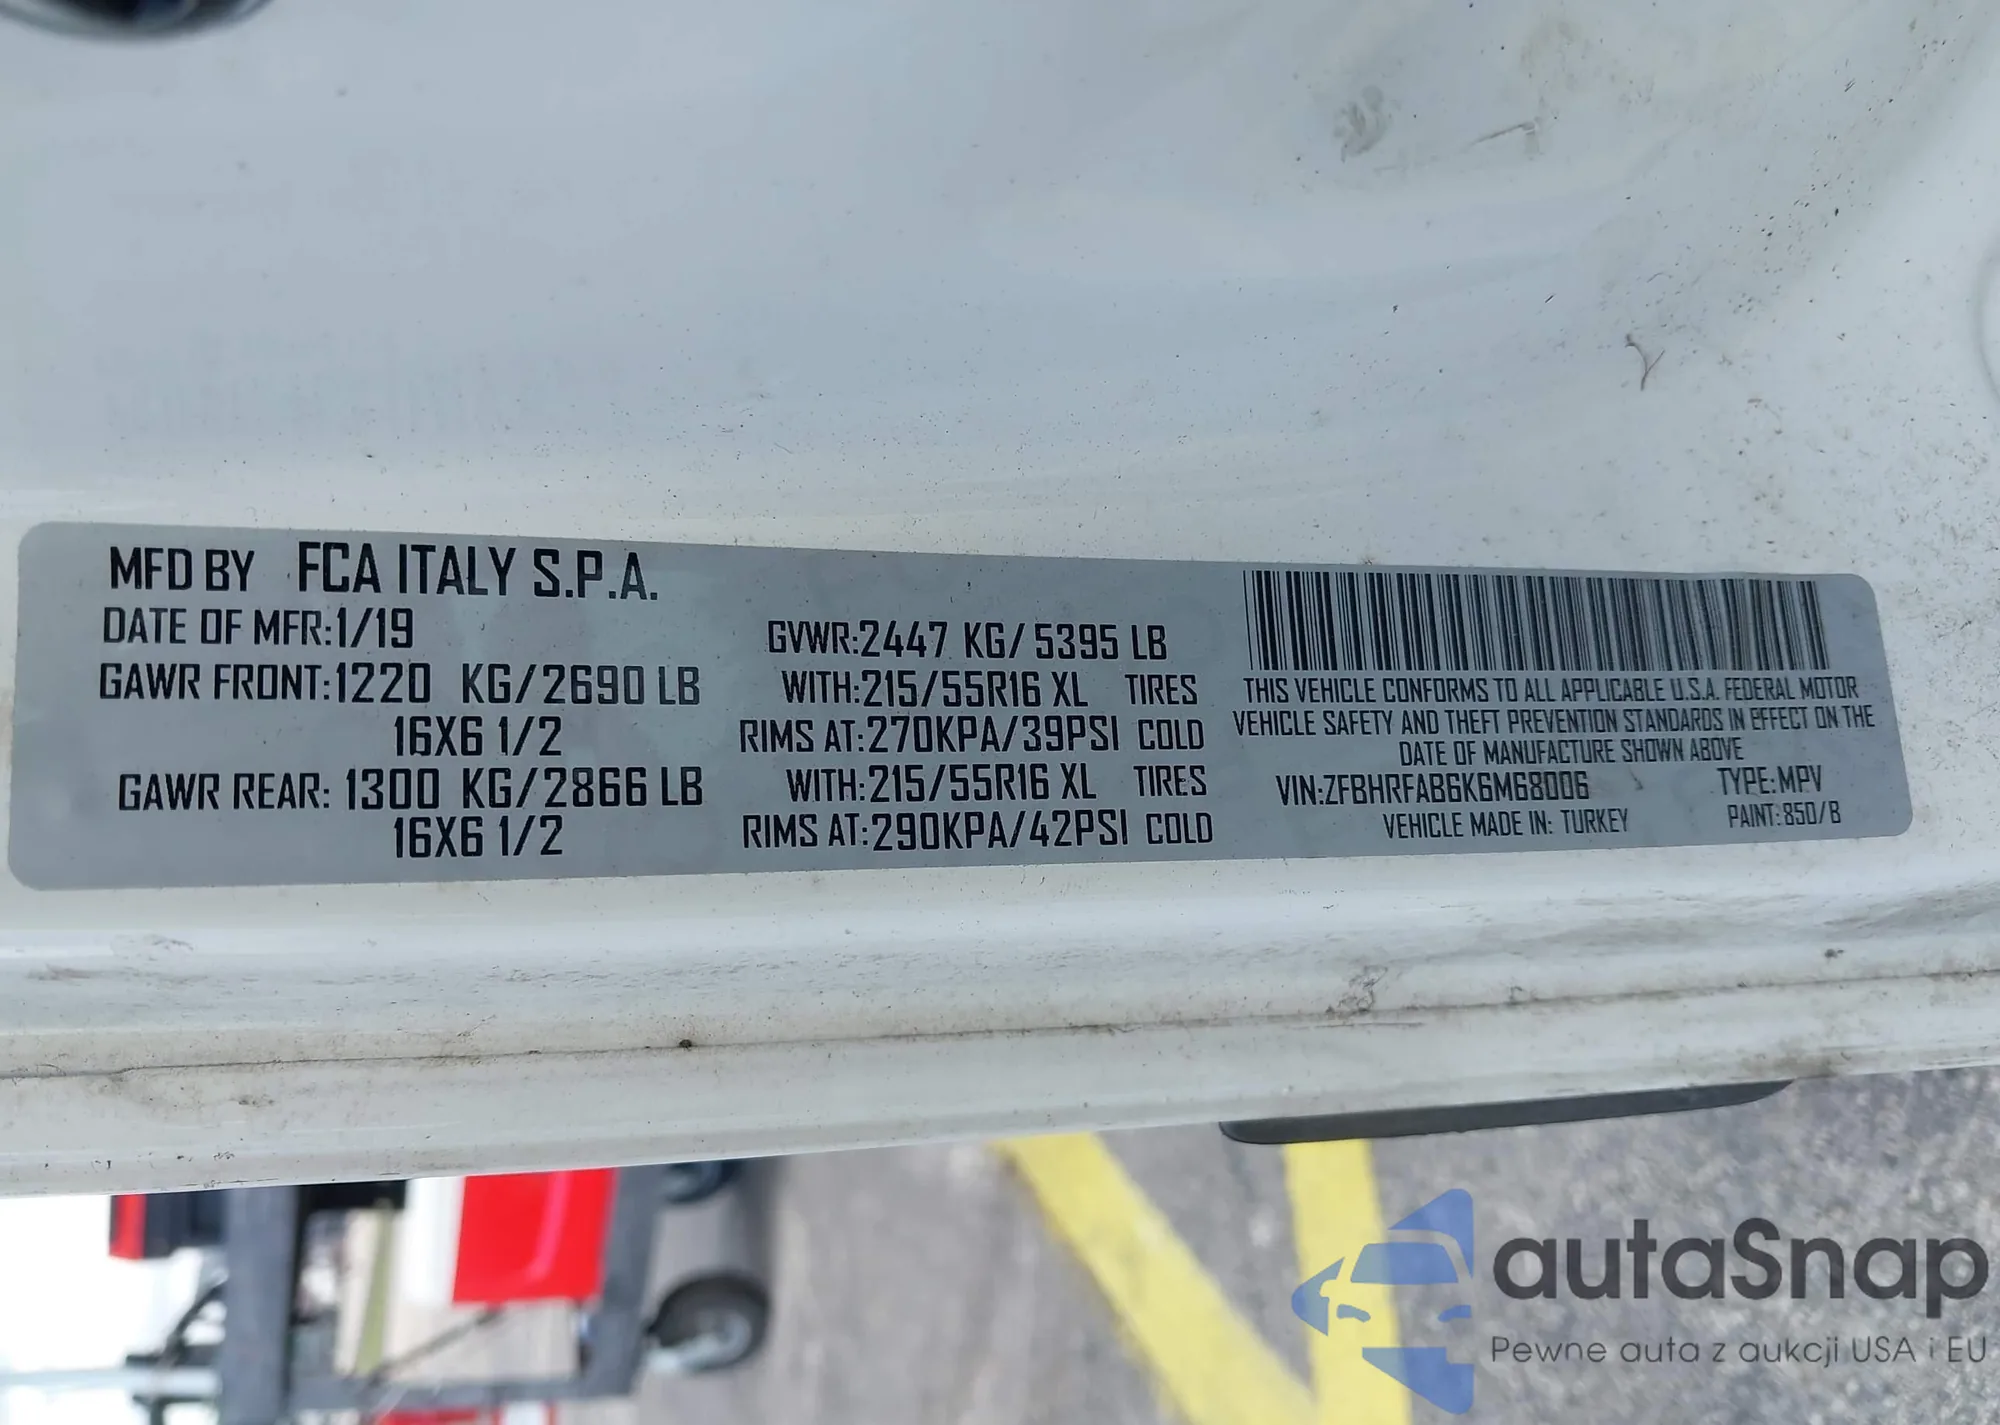 MFD BY FCA ITALY S.P.A.
DATE OF MFR:1/19
GAWR FRONT:1220 KG/2690 LB
16X6 1/2
GAWR REAR: 1300 KG/2866 LB
16X6 1/2
GVWR:2447 KG/ 5395 LB
WITH:215/55R16 XL TIRES
RIMS AT:270KPA/39PSI COLD
WITH:215/55R16 XL TIRES
RIMS AT:290KPA/42PSI COLD
THIS VEHICLE CONFORMS TO ALL APPLICABLE U.S.A. FEDERAL MOTOR
VEHICLE SAFETY AND THEFT PREVENTION STANDARDS IN EFFECT ON THE
DATE OF MANUFACTURE SHOWN ABOVE
VIN:ZFBHRFAB6K6M68006 TYPE:MPV
VEHICLE MADE IN: TURKEY PAINT:850/B
autaSnap
Pewne auta z aukcji USA i EU